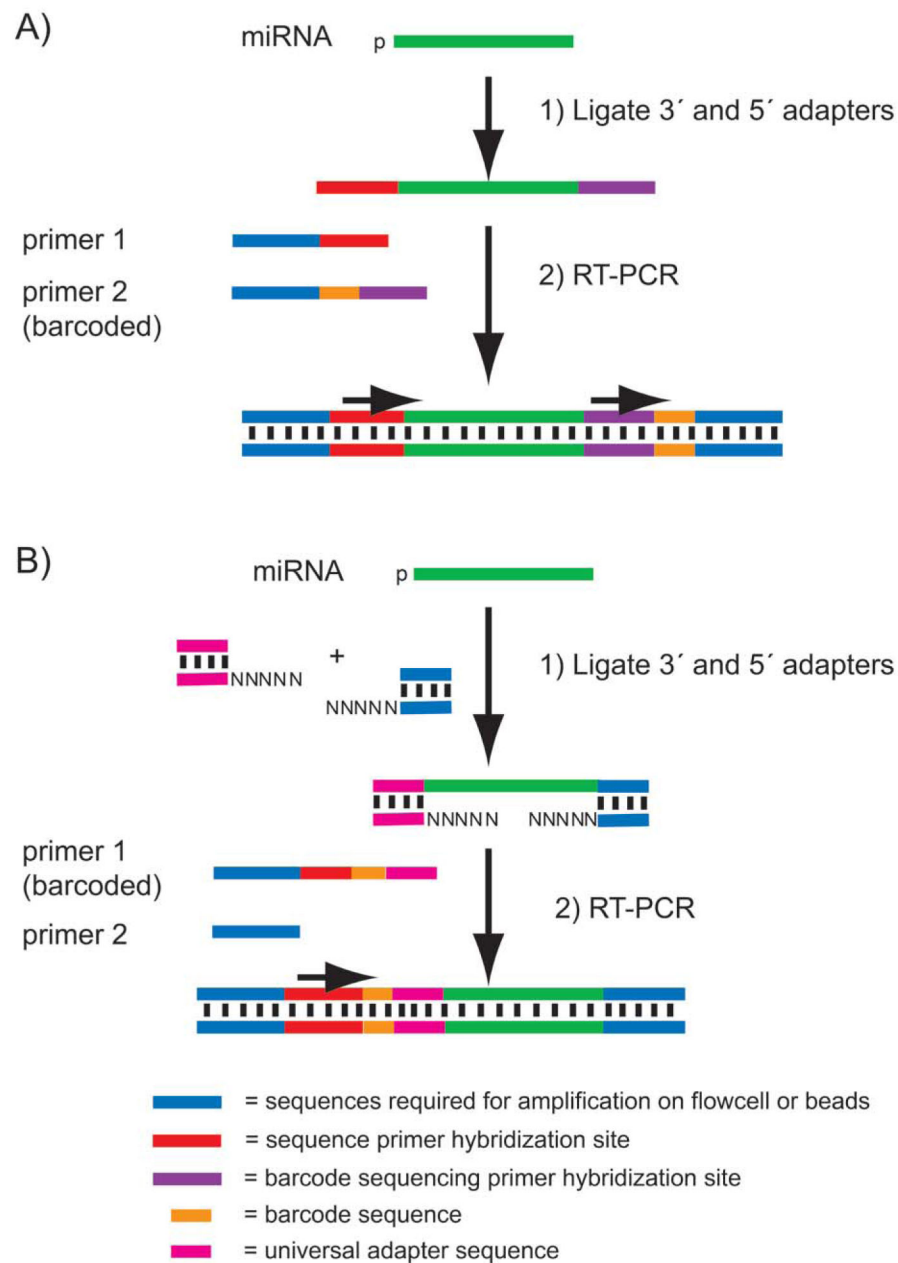 A)
miRNA
p
1) Ligate 3´ and 5´ adapters
primer 1
primer 2
(barcoded)
2) RT-PCR
B)
miRNA
p
1) Ligate 3´ and 5´ adapters
NNNNN
+
NNNNN
NNNNN NNNNN
primer 1
(barcoded)
2) RT-PCR
primer 2
= sequences required for amplification on flowcell or beads
= sequence primer hybridization site
= barcode sequencing primer hybridization site
= barcode sequence
= universal adapter sequence